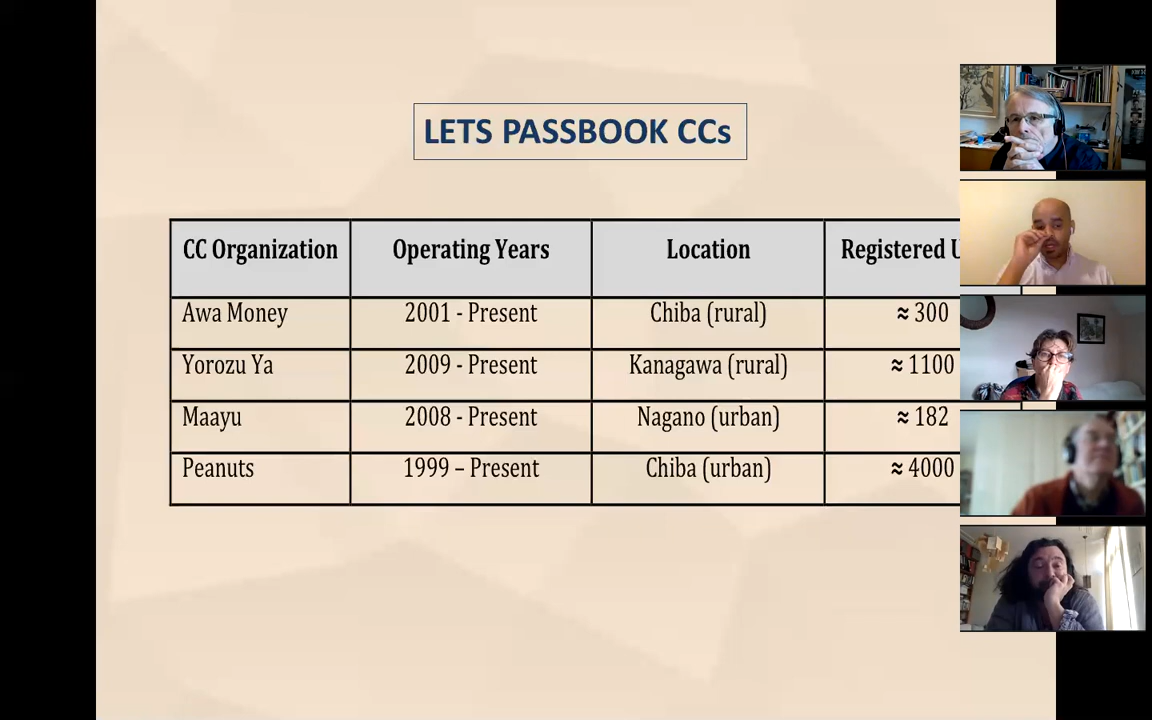 LETS PASSBOOK CCs
CC Organization Operating Years Location Registered
Awa Money 2001 - Present Chiba (rural) ≈ 300
Yorozu Ya 2009 - Present Kanagawa (rural) ≈ 1100
Maayu 2008 - Present Nagano (urban) ≈ 182
Peanuts 1999 – Present Chiba (urban) ≈ 4000